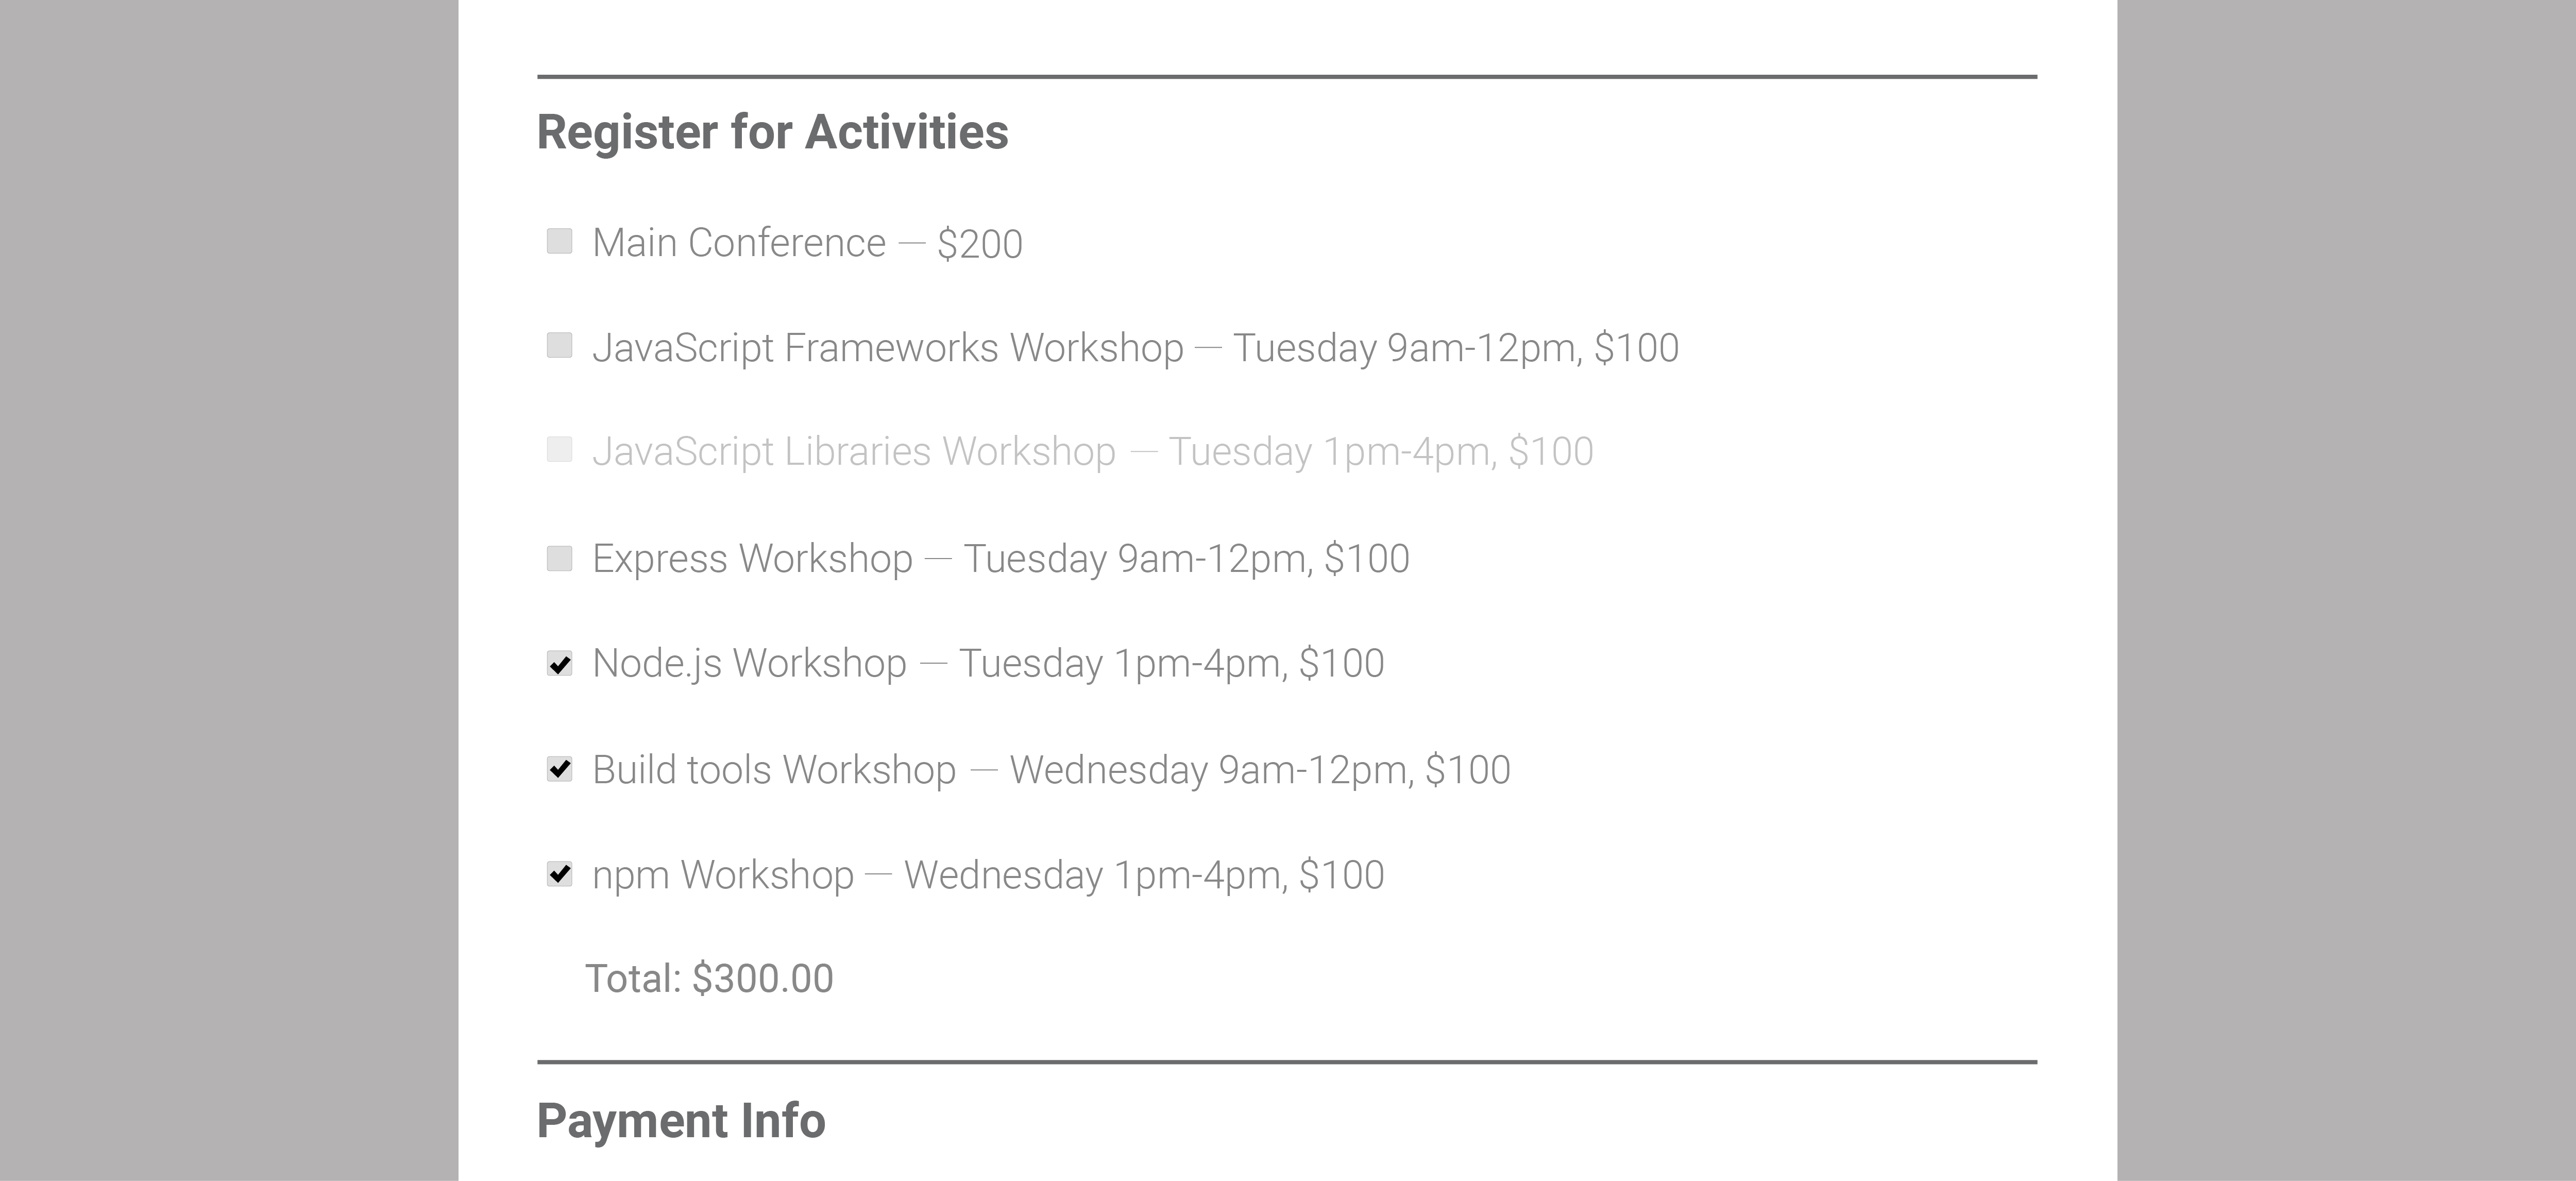 Register for Activities
Main Conference — $200
JavaScript Frameworks Workshop — Tuesday 9am-12pm, $100
JavaScript Libraries Workshop — Tuesday 1pm-4pm, $100
Express Workshop — Tuesday 9am-12pm, $100
Node.js Workshop — Tuesday 1pm-4pm, $100
Build tools Workshop — Wednesday 9am-12pm, $100
npm Workshop — Wednesday 1pm-4pm, $100
Total: $300.00
Payment Info